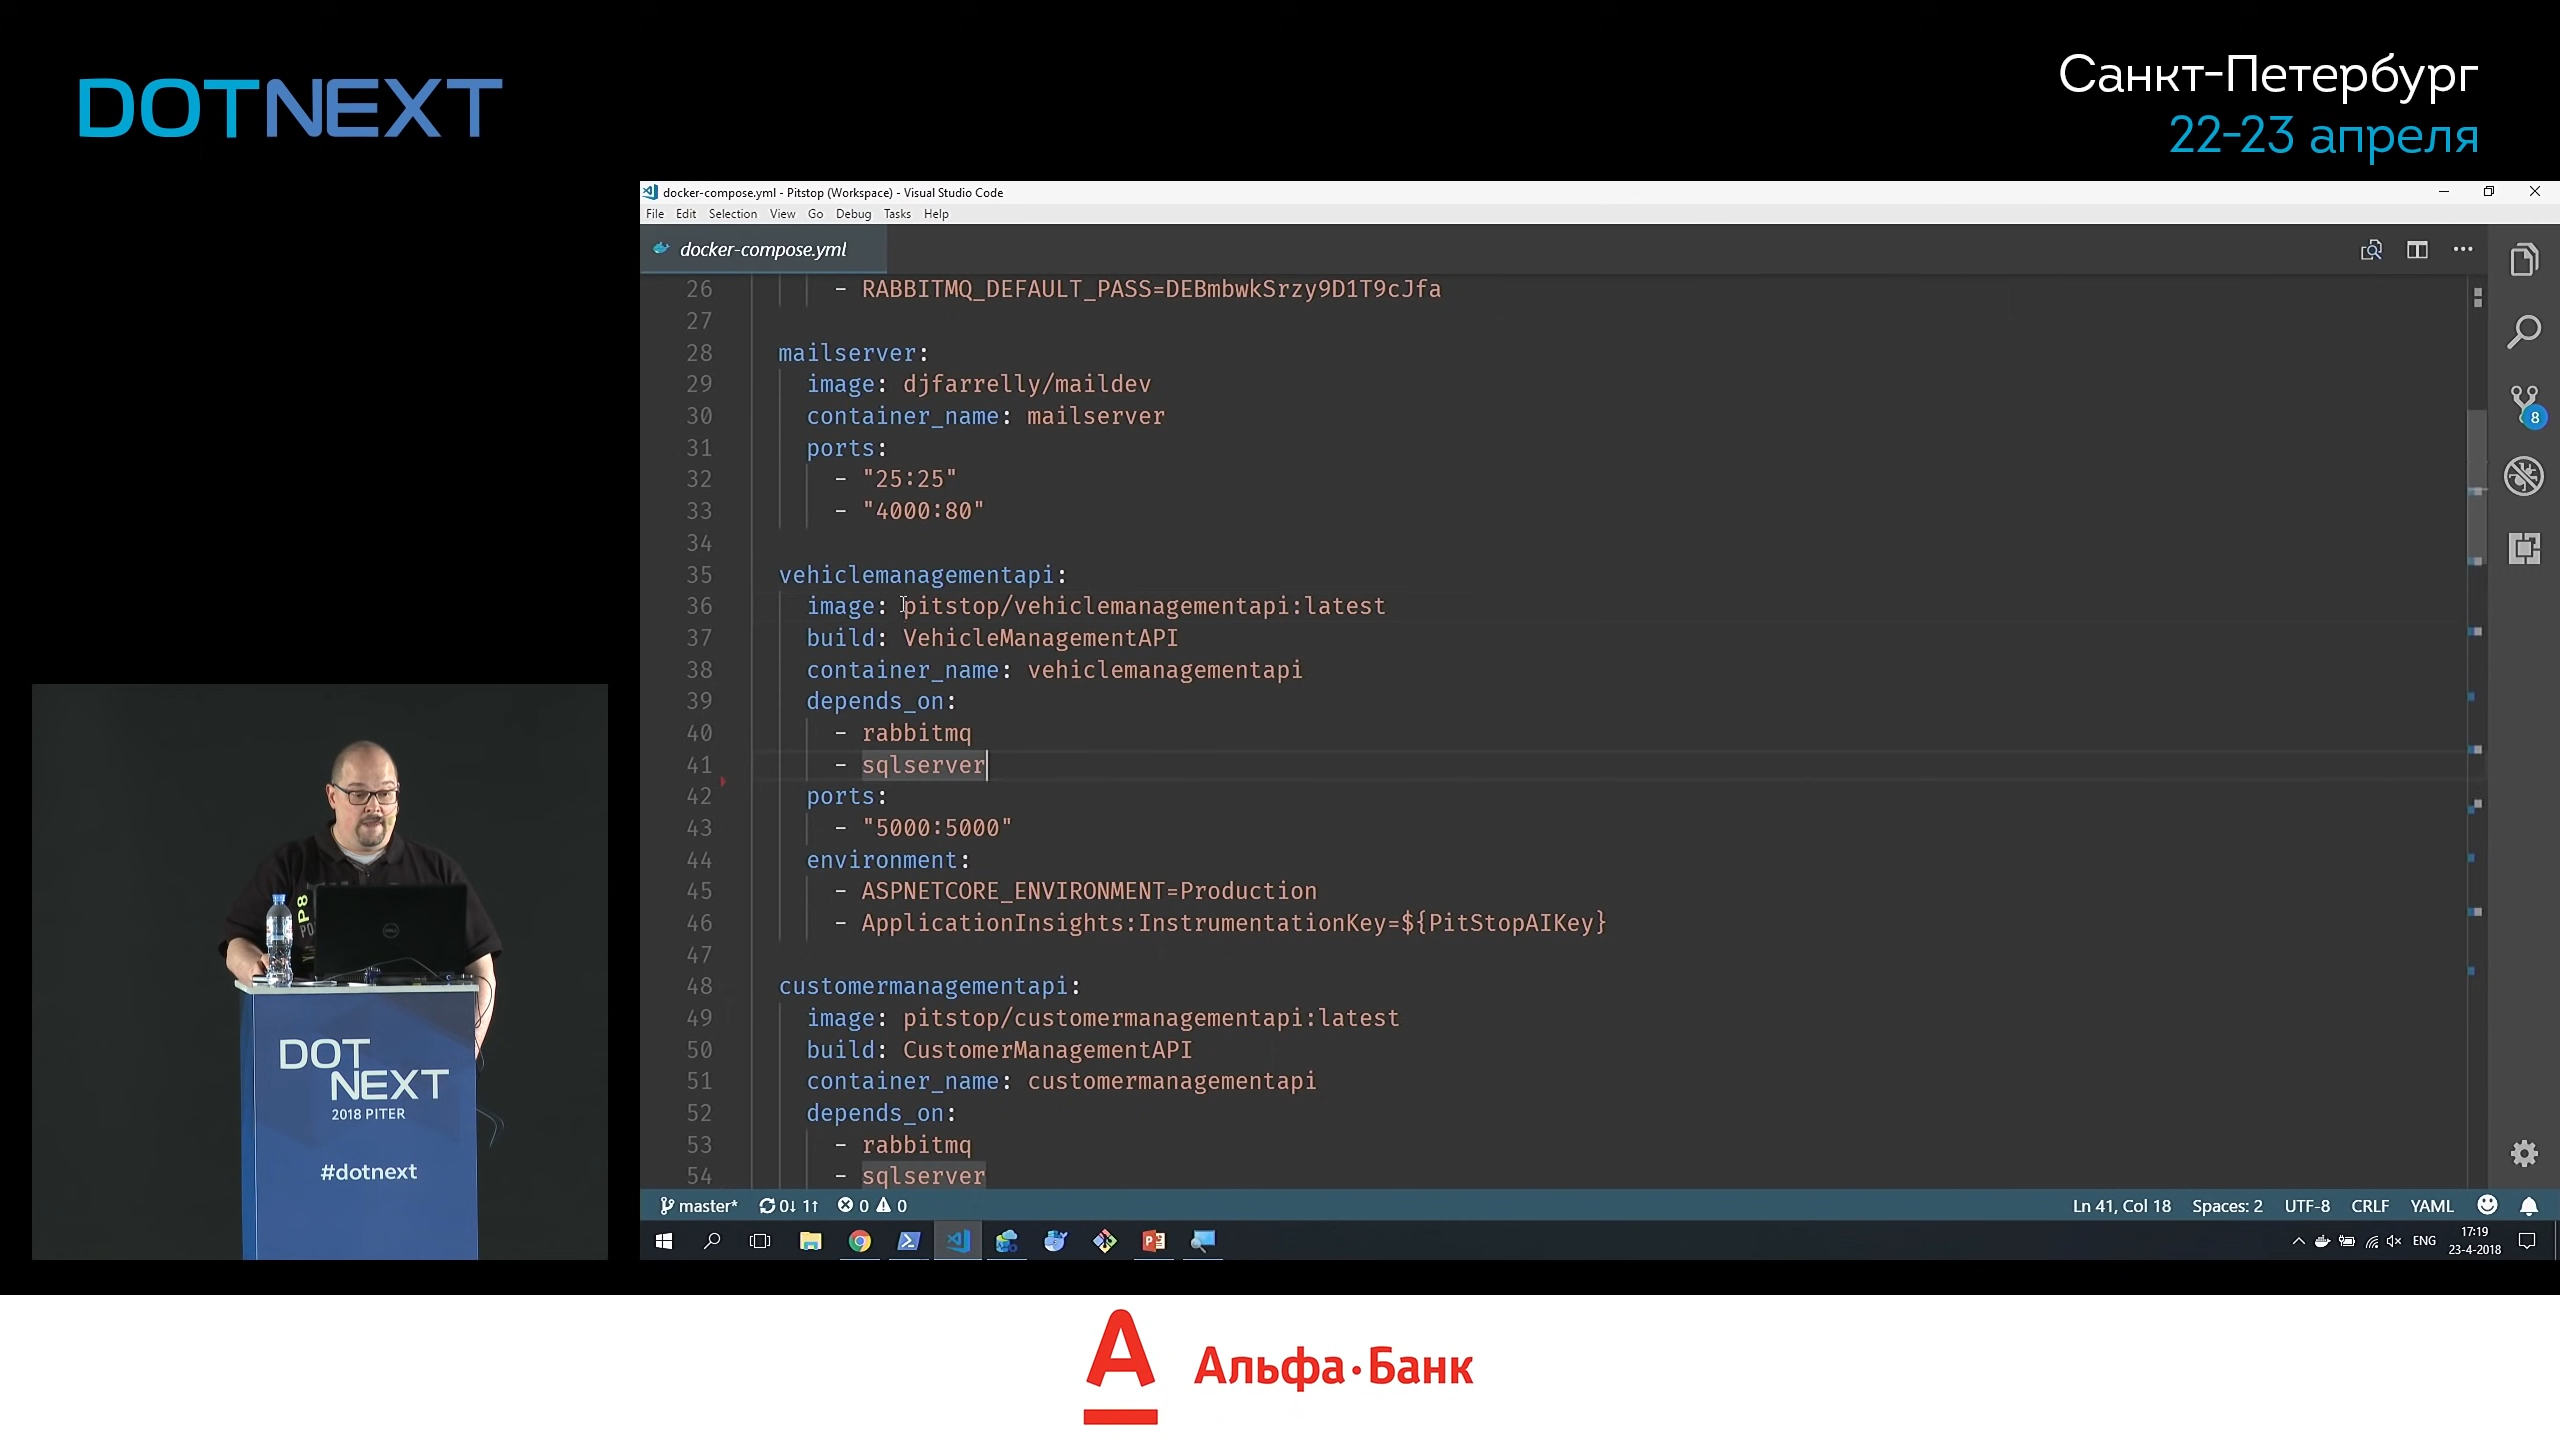 DOTNEXT
Санкт-Петербург
22-23 апреля
docker-compose.yml - Pitstop (Workspace) - Visual Studio Code
File Edit Selection View Go Debug Tasks Help
docker-compose.yml
26 - RABBITMQ_DEFAULT_PASS=DEBmbwkSrzy9D1T9cJfa
27
28 mailserver:
29 image: djfarrelly/maildev
30 container_name: mailserver
31 ports:
32 - "25:25"
33 - "4000:80"
34
35 vehiclemanagementapi:
36 image: pitstop/vehiclemanagementapi:latest
37 build: VehicleManagementAPI
38 container_name: vehiclemanagementapi
39 depends_on:
40 - rabbitmq
41 - sqlserver
42 ports:
43 - "5000:5000"
44 environment:
45 - ASPNETCORE_ENVIRONMENT=Production
46 - ApplicationInsights:InstrumentationKey=${PitStopAIKey}
47
48 customermanagementapi:
49 image: pitstop/customermanagementapi:latest
50 build: CustomerManagementAPI
51 container_name: customermanagementapi
52 depends_on:
53 - rabbitmq
54 - sqlserver
8
master* 0↓ 1↑ 0 0
Ln 41, Col 18 Spaces: 2 UTF-8 CRLF YAML
ENG
17:19
23-4-2018
DELL
DOT
NEXT
2018 PITER
#dotnext
А
Альфа·Банк